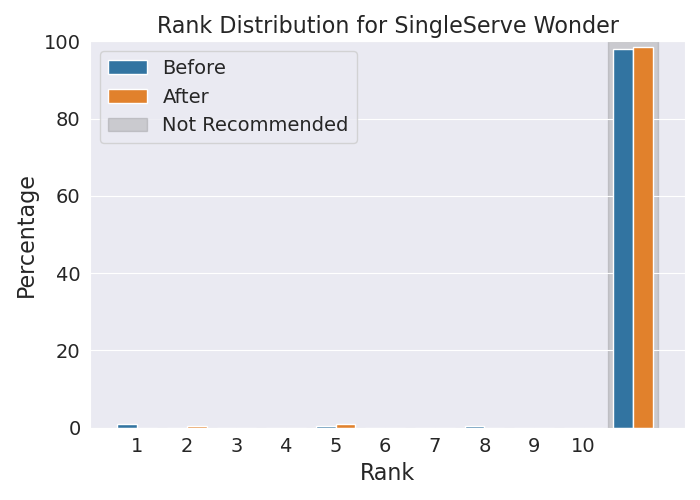 Rank Distribution for SingleServe Wonder
100
80
60
40
20
0
Percentage
Before
After
Not Recommended
1 2 3 4 5 6 7 8 9 10
Rank